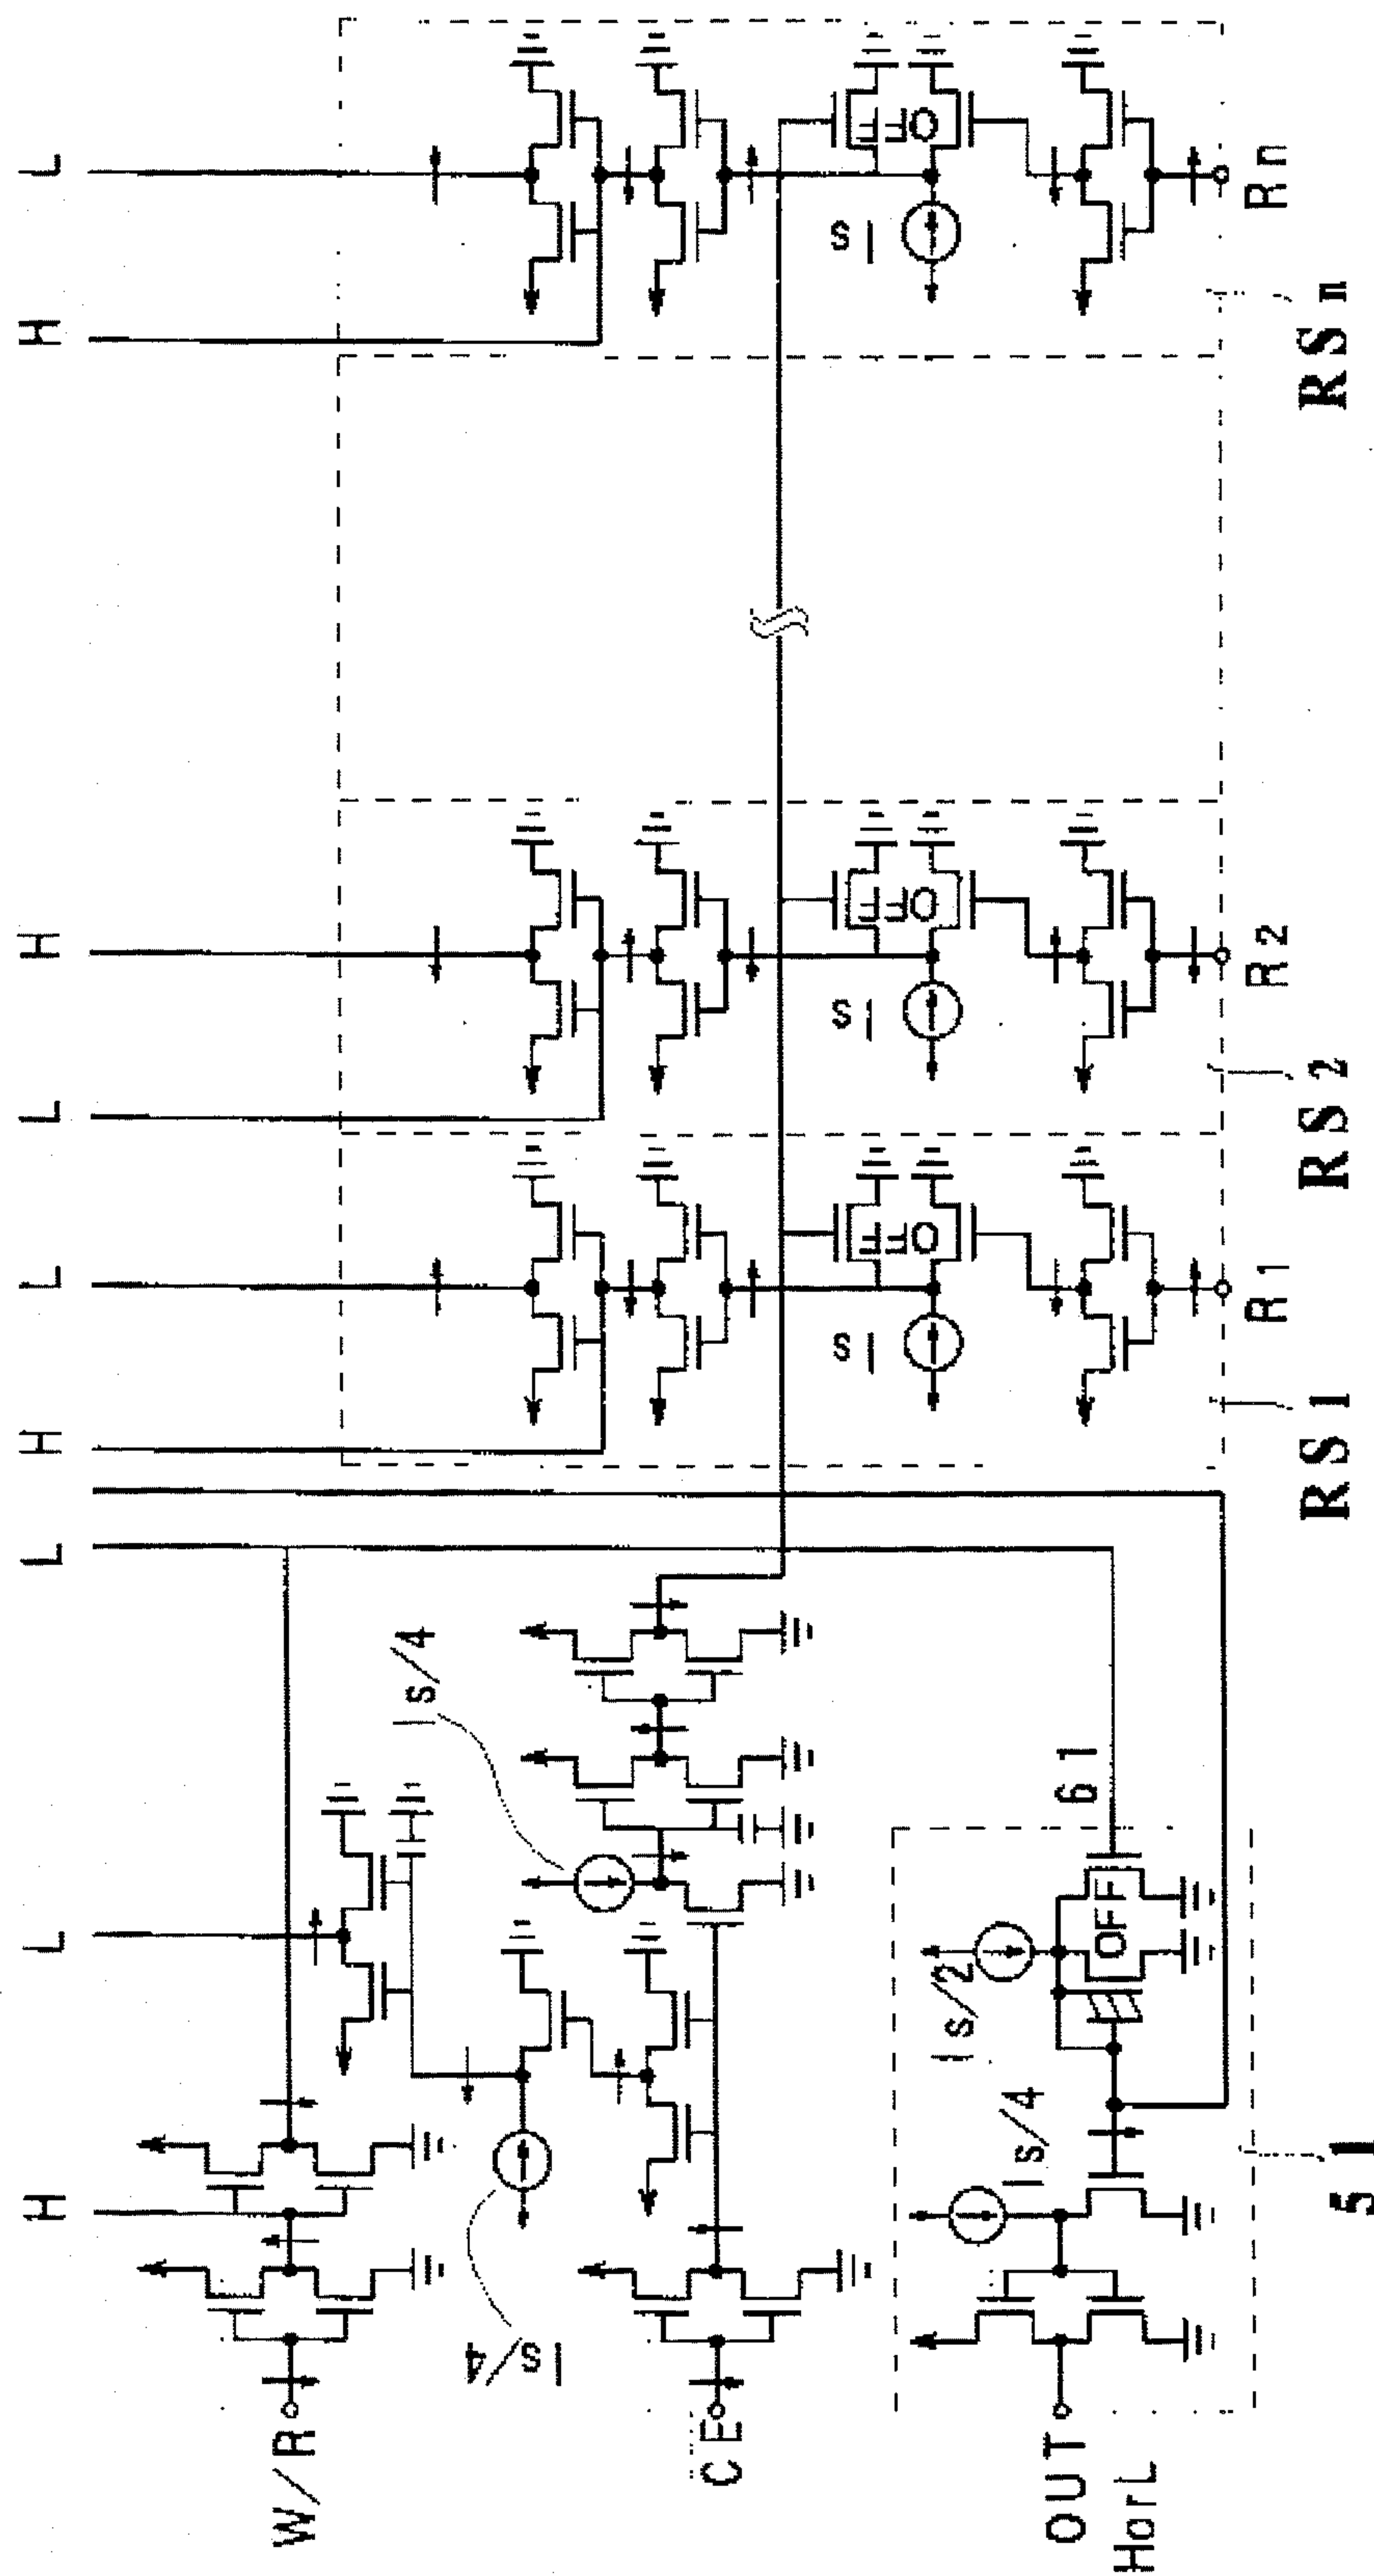 H L L H L L H H L
W/R
Is/4
Is/4
CE
Is Is Is
OFF OFF OFF
Is/2
Is/4
OFF
61
OUT
HorL
R1 R2 Rn
RS1 RS2 RSn
51